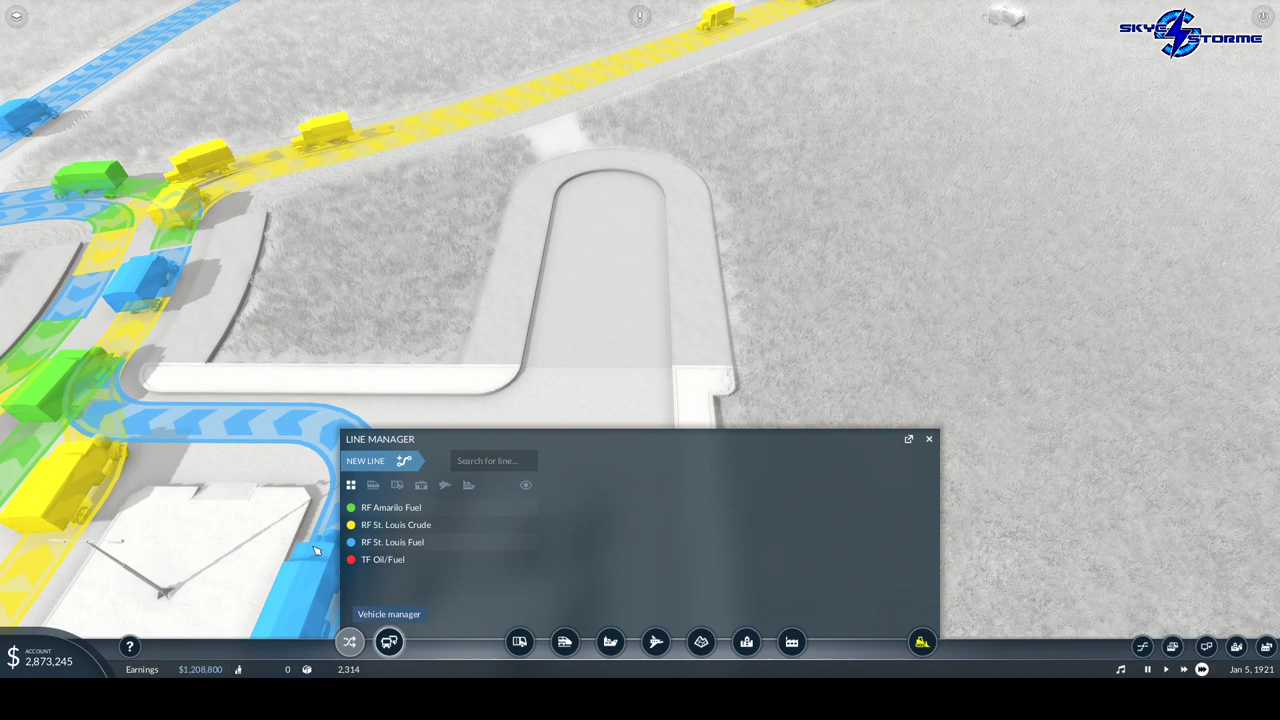 SKYE STORME
LINE MANAGER
NEW LINE
Search for line...
RF Amarilo Fuel
RF St. Louis Crude
RF St. Louis Fuel
TF Oil/Fuel
Vehicle manager
?
$ ACCOUNT
2,873,245
Earnings $1,208,800 0 2,314
Jan 5, 1921